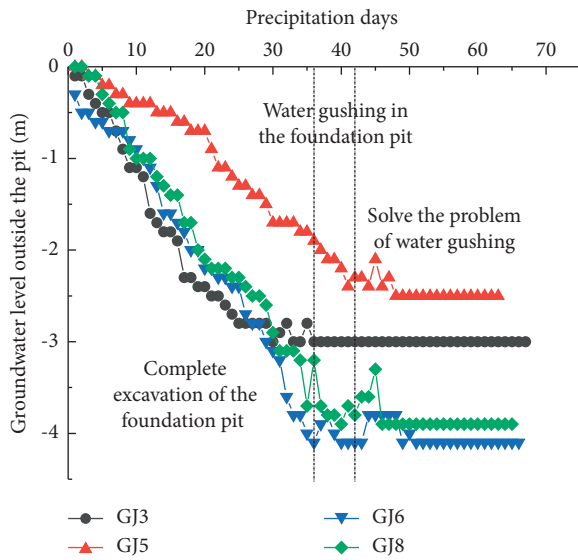 Precipitation days
0 10 20 30 40 50 60 70
0
-1
-2
-3
-4
Groundwater level outside the pit (m)
Water gushing in
the foundation pit
Solve the problem
of water gushing
Complete
excavation of the
foundation pit
GJ3
GJ5
GJ6
GJ8